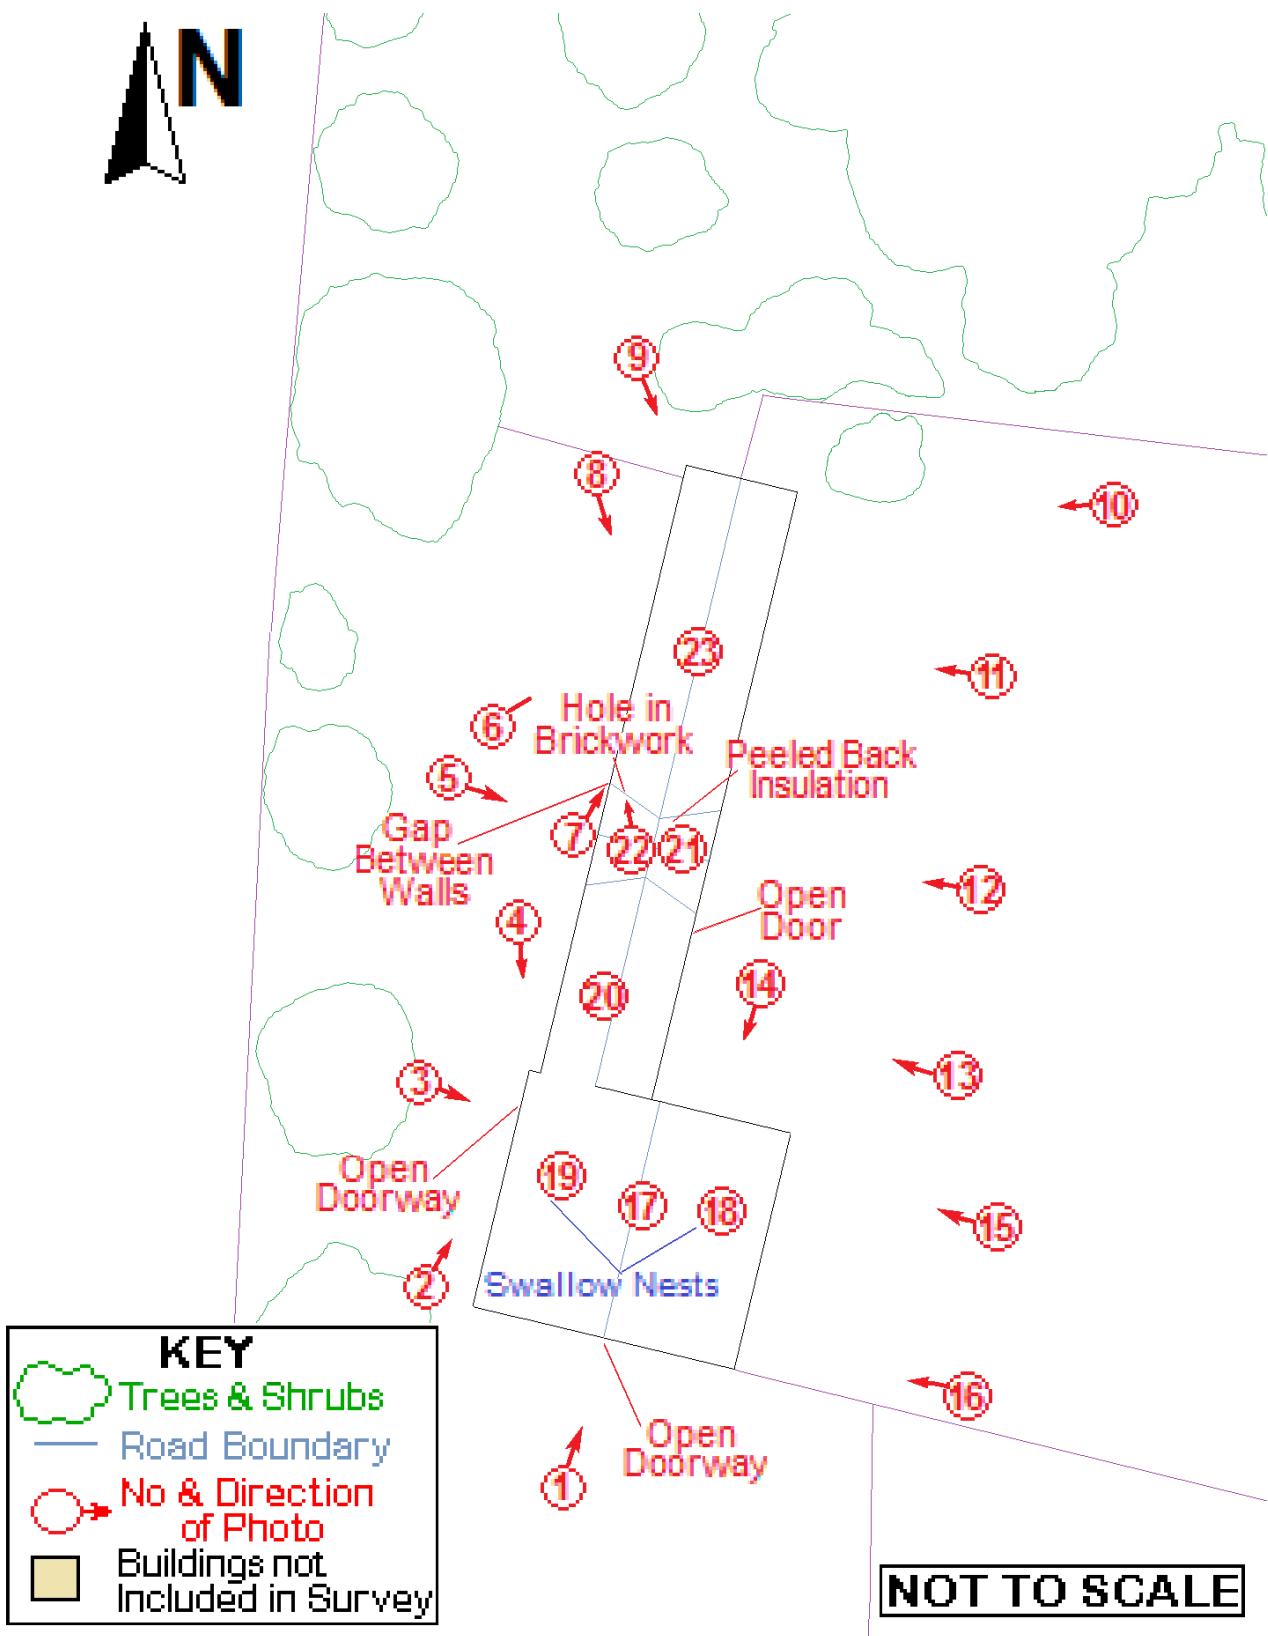 N
9
8
10
23
11
6
Hole in
Brickwork
5
Peeled Back
Insulation
7
22
21
Gap
Between
Walls
12
Open
Door
4
14
20
3
13
Open
Doorway
19
17
18
15
2
Swallow Nests
16
Open
Doorway
1
KEY
Trees & Shrubs
Road Boundary
No & Direction
of Photo
Buildings not
Included in Survey
NOT TO SCALE